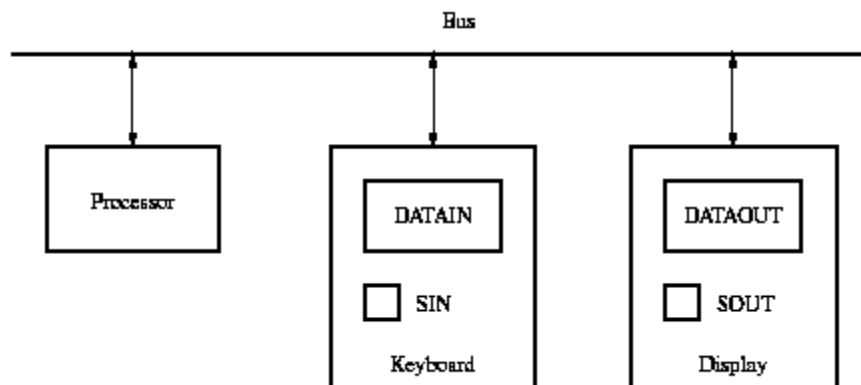 Bus
Processor
DATAIN
DATAOUT
SIN
SOUT
Keyboard
Display